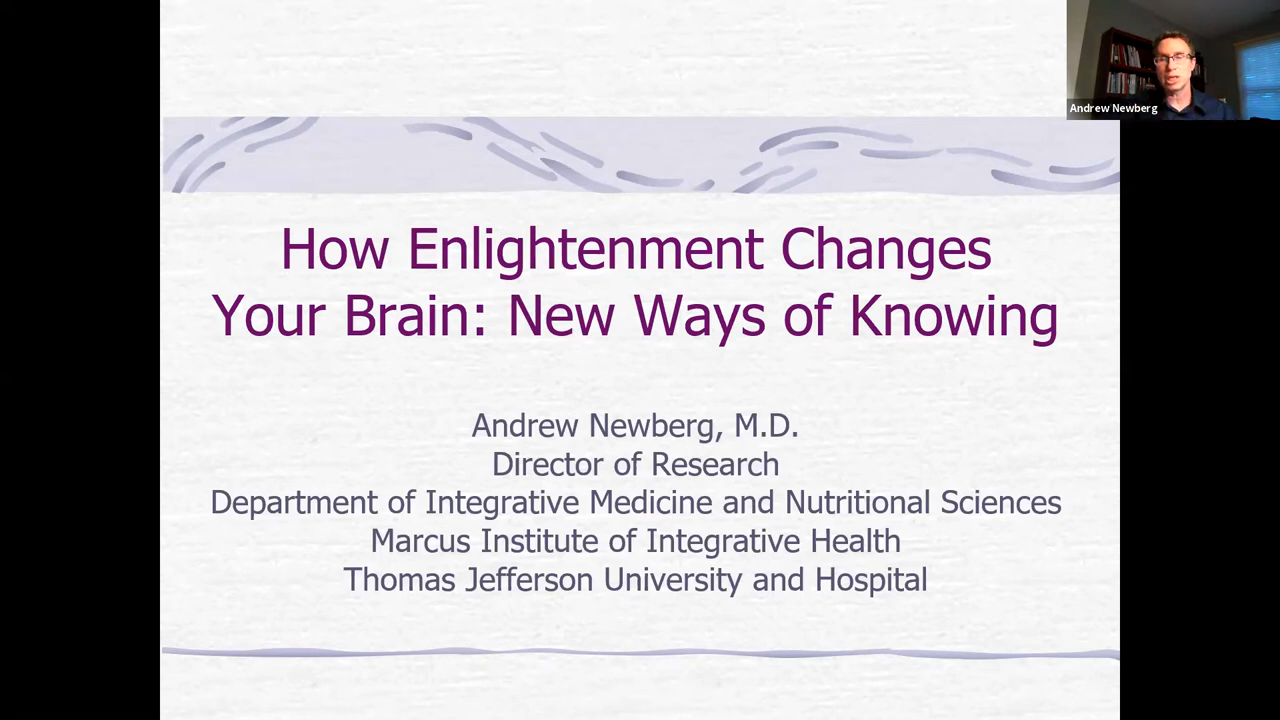 Andrew Newberg
How Enlightenment Changes
Your Brain: New Ways of Knowing
Andrew Newberg, M.D.
Director of Research
Department of Integrative Medicine and Nutritional Sciences
Marcus Institute of Integrative Health
Thomas Jefferson University and Hospital